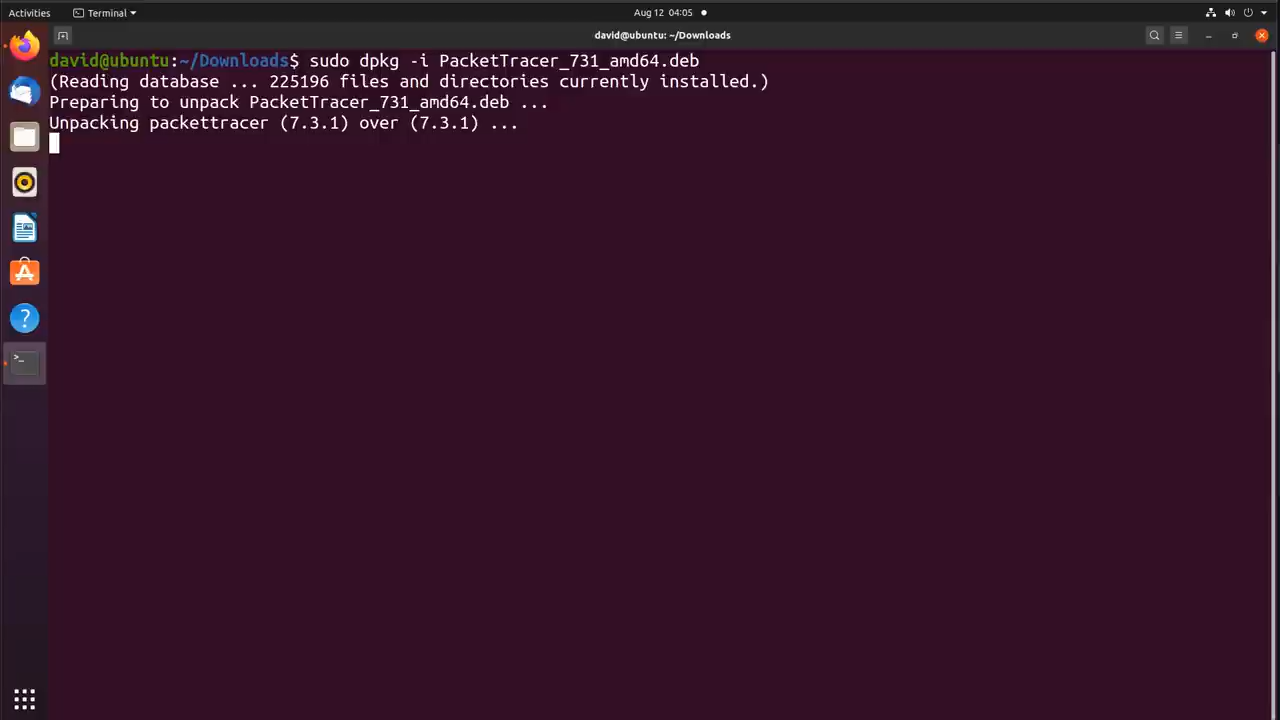 Activities
Terminal
Aug 12 04:05
david@ubuntu: ~/Downloads
david@ubuntu:~/Downloads$ sudo dpkg -i PacketTracer_731_amd64.deb
(Reading database ... 225196 files and directories currently installed.)
Preparing to unpack PacketTracer_731_amd64.deb ...
Unpacking packettracer (7.3.1) over (7.3.1) ...